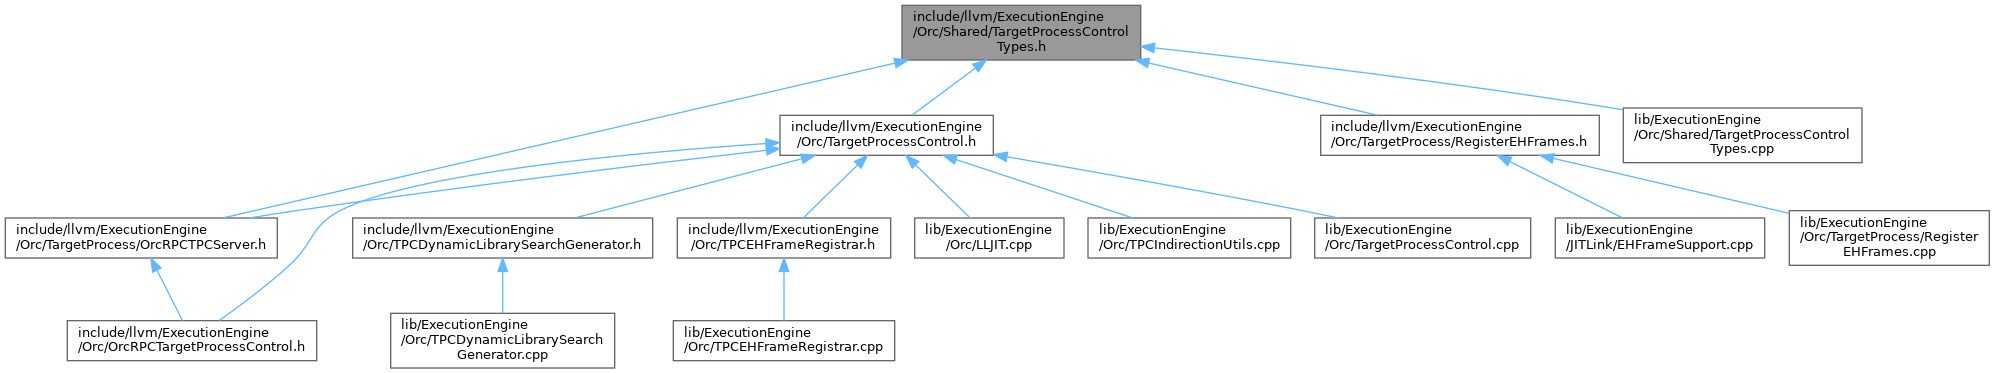 include/llvm/ExecutionEngine
/Orc/Shared/TargetProcessControl
Types.h
include/llvm/ExecutionEngine
/Orc/TargetProcessControl.h
include/llvm/ExecutionEngine
/Orc/TargetProcess/RegisterEHFrames.h
lib/ExecutionEngine
/Orc/Shared/TargetProcessControl
Types.cpp
include/llvm/ExecutionEngine
/Orc/TargetProcess/OrcRPCTPCServer.h
include/llvm/ExecutionEngine
/Orc/TPCDynamicLibrarySearchGenerator.h
include/llvm/ExecutionEngine
/Orc/TPCEHFrameRegistrar.h
lib/ExecutionEngine
/Orc/LLJIT.cpp
lib/ExecutionEngine
/Orc/TPCIndirectionUtils.cpp
lib/ExecutionEngine
/Orc/TargetProcessControl.cpp
lib/ExecutionEngine
/JITLink/EHFrameSupport.cpp
lib/ExecutionEngine
/Orc/TargetProcess/Register
EHFrames.cpp
include/llvm/ExecutionEngine
/Orc/OrcRPCTargetProcessControl.h
lib/ExecutionEngine
/Orc/TPCDynamicLibrarySearch
Generator.cpp
lib/ExecutionEngine
/Orc/TPCEHFrameRegistrar.cpp